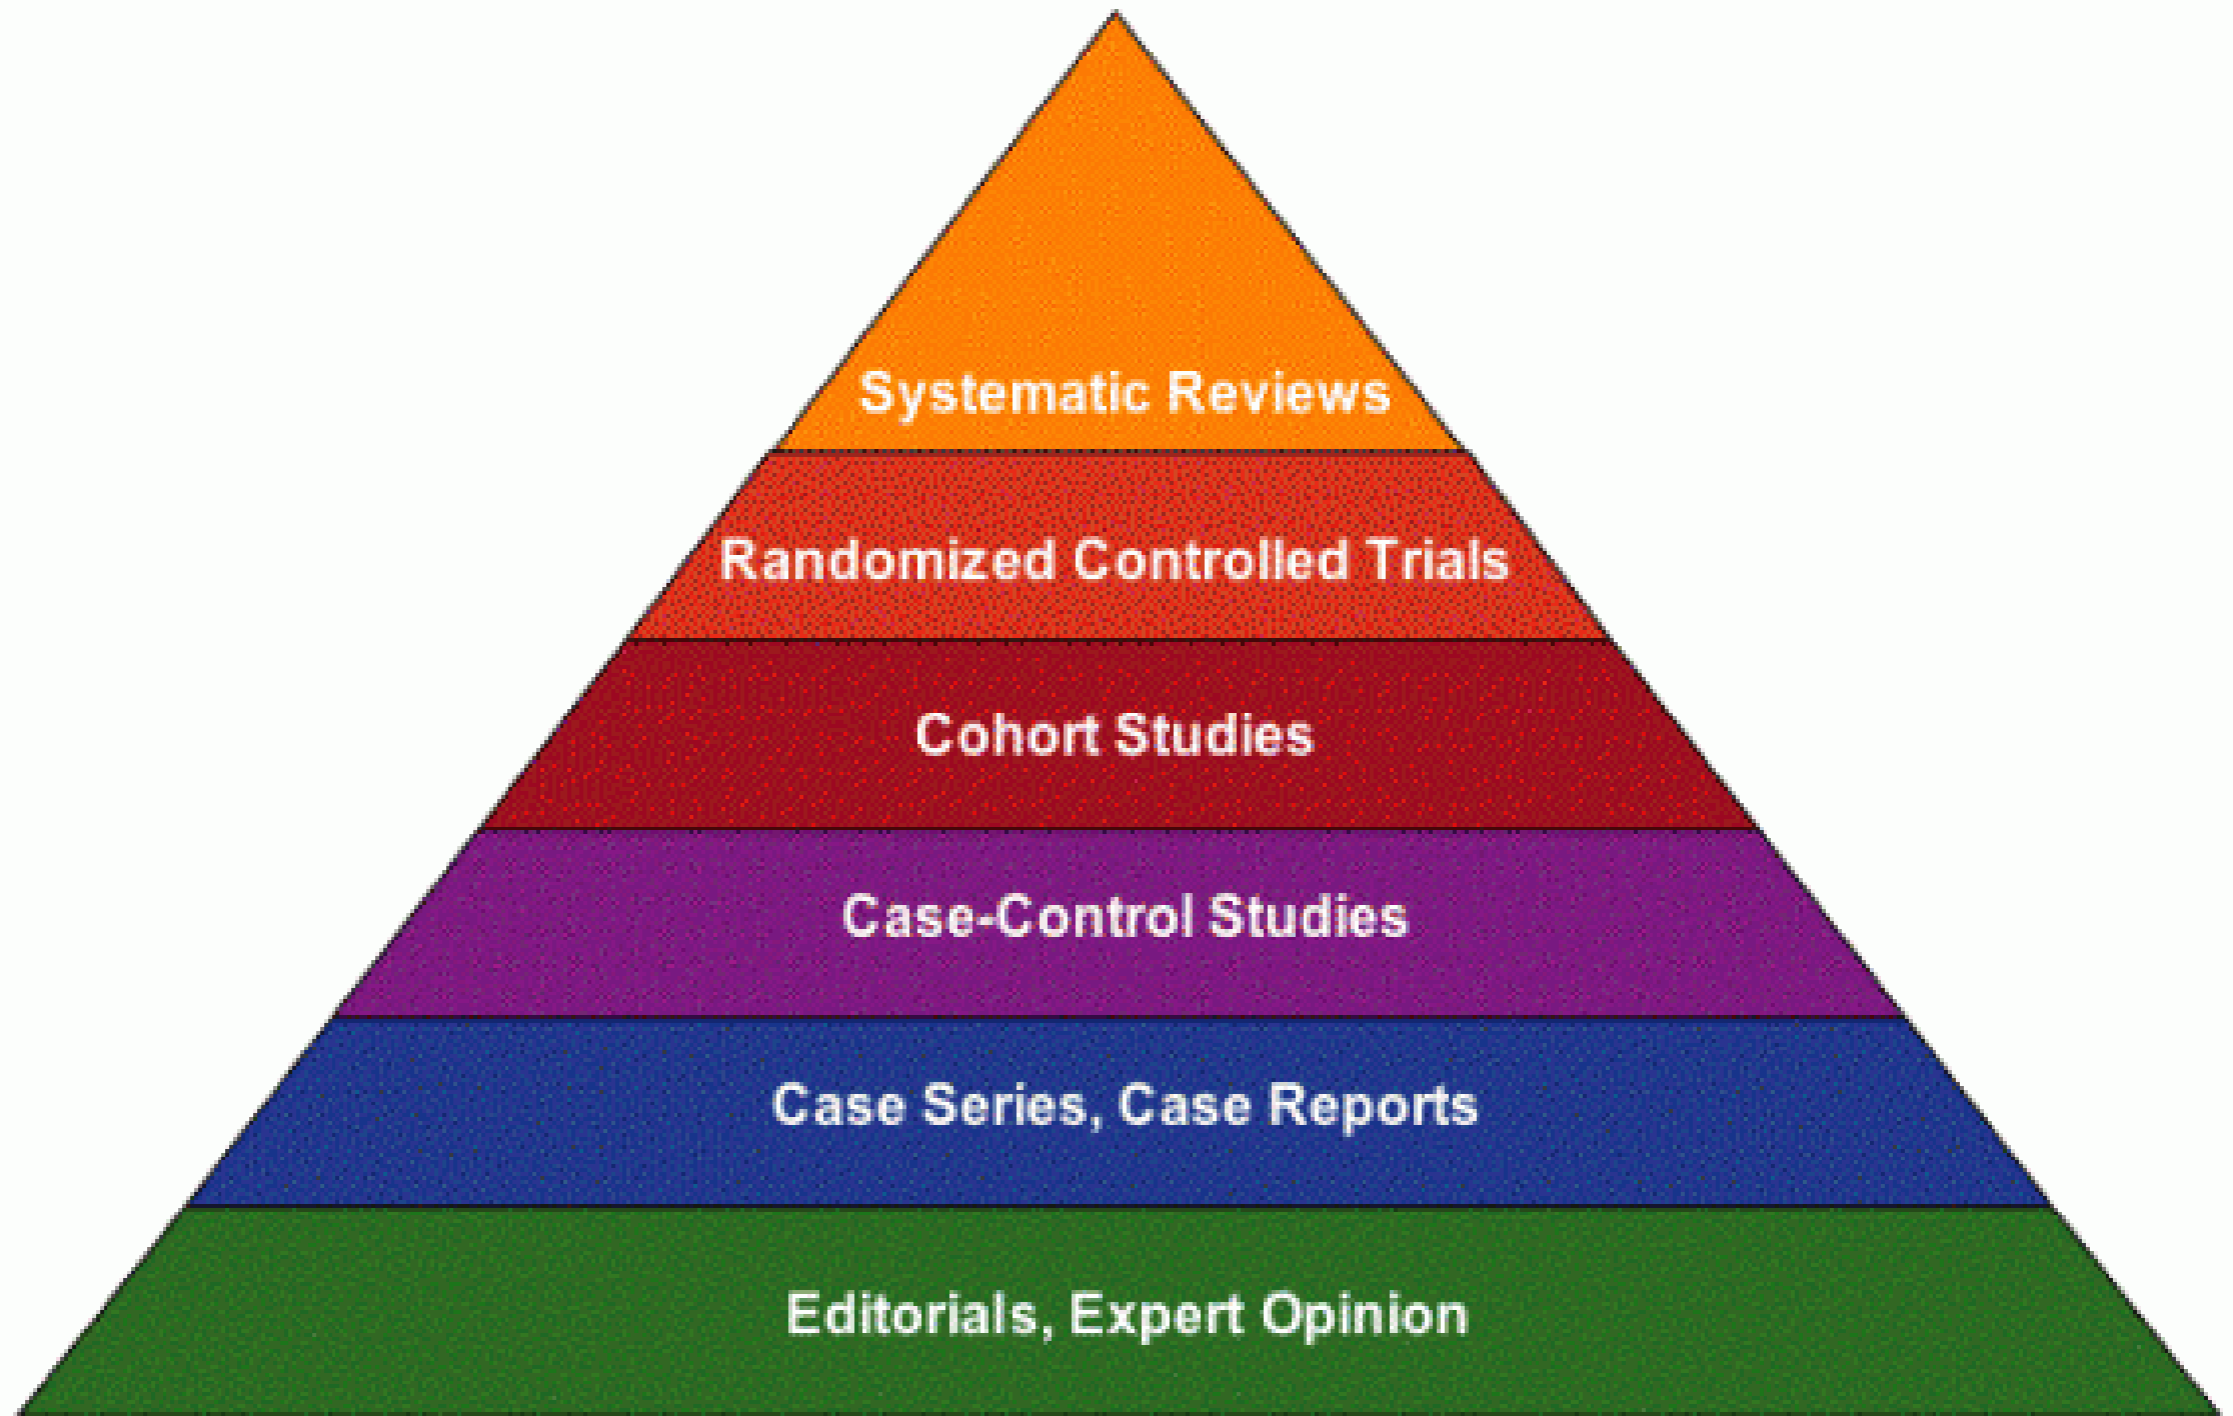 Systematic Reviews
Randomized Controlled Trials
Cohort Studies
Case-Control Studies
Case Series, Case Reports
Editorials, Expert Opinion